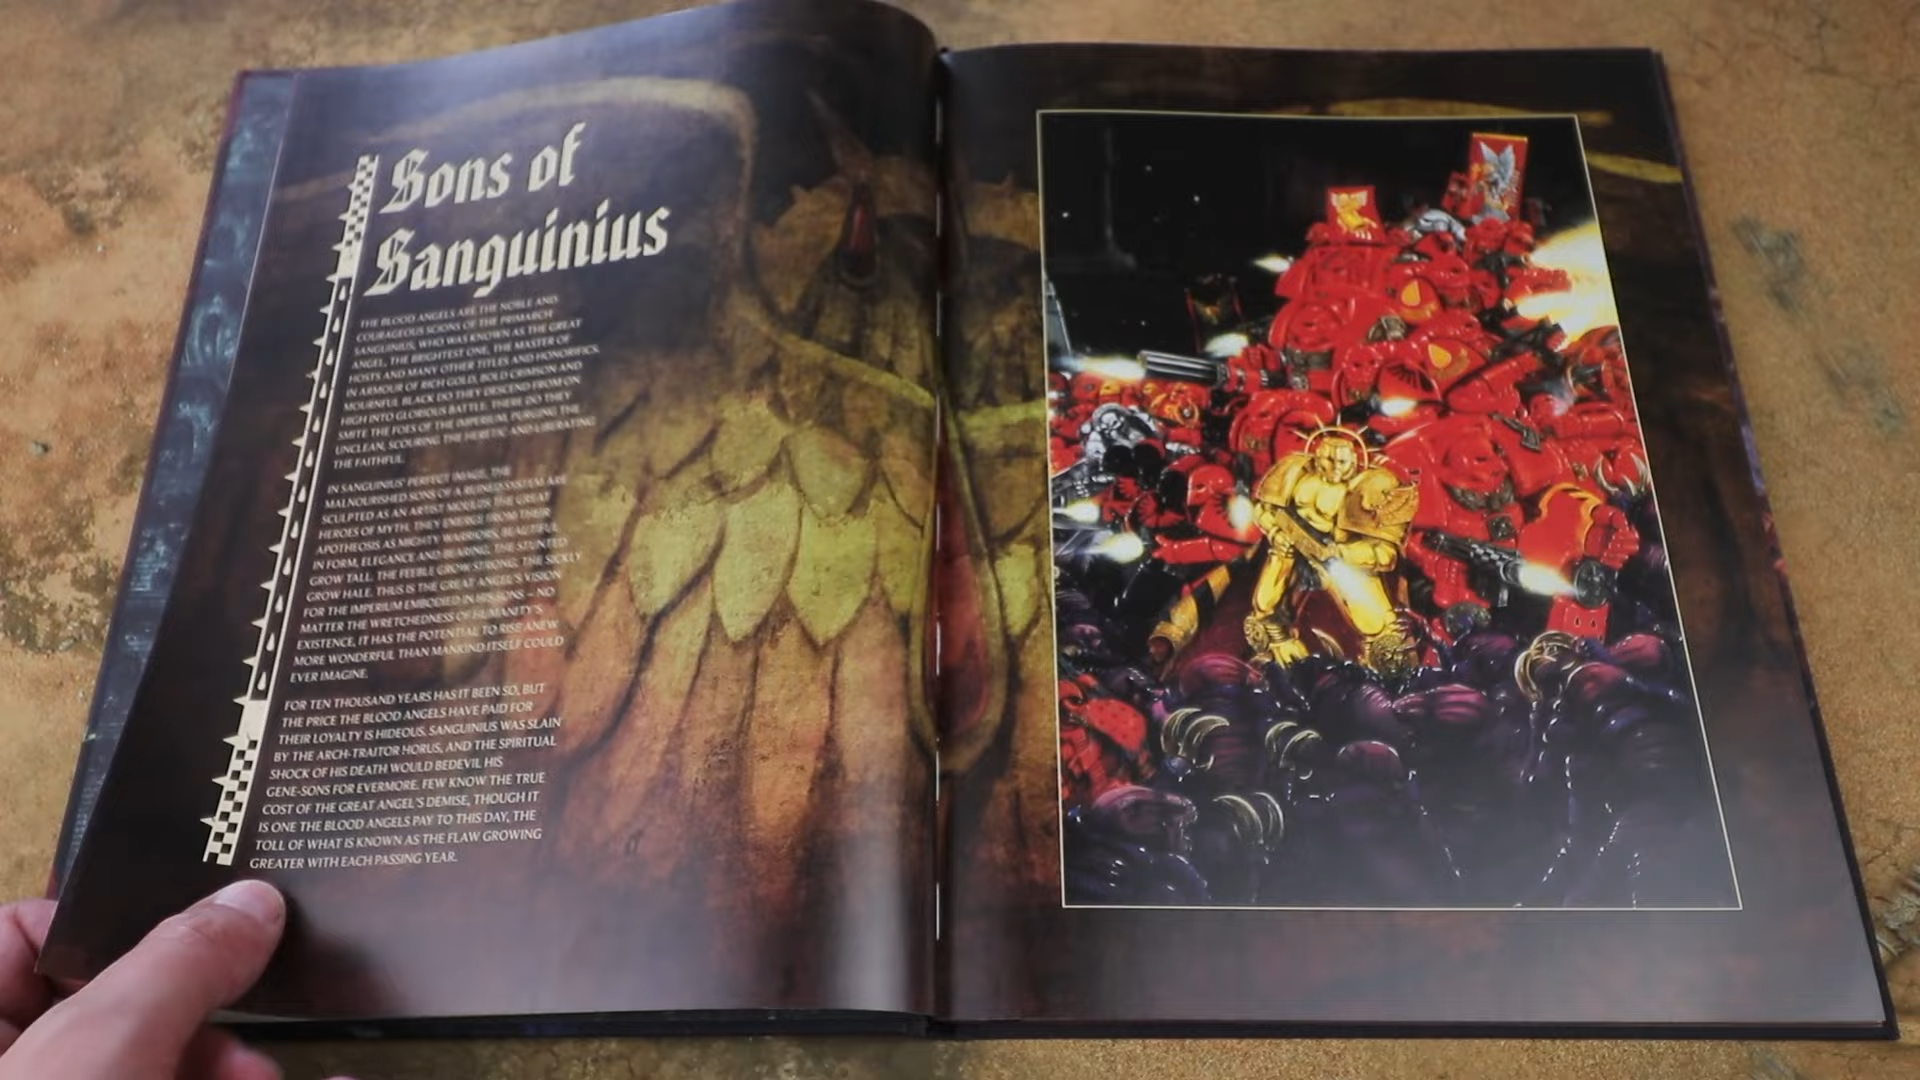 Sons of
Sanguinius
THE BLOOD ANGELS ARE THE NOBLE AND
COURAGEOUS SCIONS OF THE PRIMARCH
SANGUINIUS, WHO WAS KNOWN AS THE GREAT
ANGEL, THE BRIGHTEST ONE, THE MASTER OF
HOSTS AND MANY OTHER TITLES AND HONORIFICS.
IN ARMOUR OF RICH GOLD, BOLD CRIMSON AND
MOURNFUL BLACK DO THEY DESCEND FROM ON
HIGH INTO GLORIOUS BATTLE. THERE DO THEY
SMITE THE FOES OF THE IMPERIUM, PURGING THE
UNCLEAN, SCOURING THE HERETIC AND LIBERATING
THE FAITHFUL.
IN SANGUINIUS' PERFECT IMAGE, THE
MALNOURISHED SONS OF A RUINED SYSTEM ARE
SCULPTED AS AN ARTIST MOULDS THE GREAT
HEROES OF MYTH. THEY EMERGE FROM THEIR
APOTHEOSIS AS MIGHTY WARRIORS, BEAUTIFUL
IN FORM, ELEGANCE AND BEARING. THE STUNTED
GROW TALL. THE FEEBLE GROW STRONG. THE SICKLY
GROW HALE. THUS IS THE GREAT ANGEL'S VISION
FOR THE IMPERIUM EMBODIED IN HIS SONS – NO
MATTER THE WRETCHEDNESS OF HUMANITY'S
EXISTENCE, IT HAS THE POTENTIAL TO RISE ANEW
MORE WONDERFUL THAN MANKIND ITSELF COULD
EVER IMAGINE.
FOR TEN THOUSAND YEARS HAS IT BEEN SO, BUT
THE PRICE THE BLOOD ANGELS HAVE PAID FOR
THEIR LOYALTY IS HIDEOUS. SANGUINIUS WAS SLAIN
BY THE ARCH-TRAITOR HORUS, AND THE SPIRITUAL
SHOCK OF HIS DEATH WOULD BEDEVIL HIS
GENE-SONS FOR EVERMORE. FEW KNOW THE TRUE
COST OF THE GREAT ANGEL'S DEMISE, THOUGH IT
IS ONE THE BLOOD ANGELS PAY TO THIS DAY, THE
TOLL OF WHAT IS KNOWN AS THE FLAW GROWING
GREATER WITH EACH PASSING YEAR.